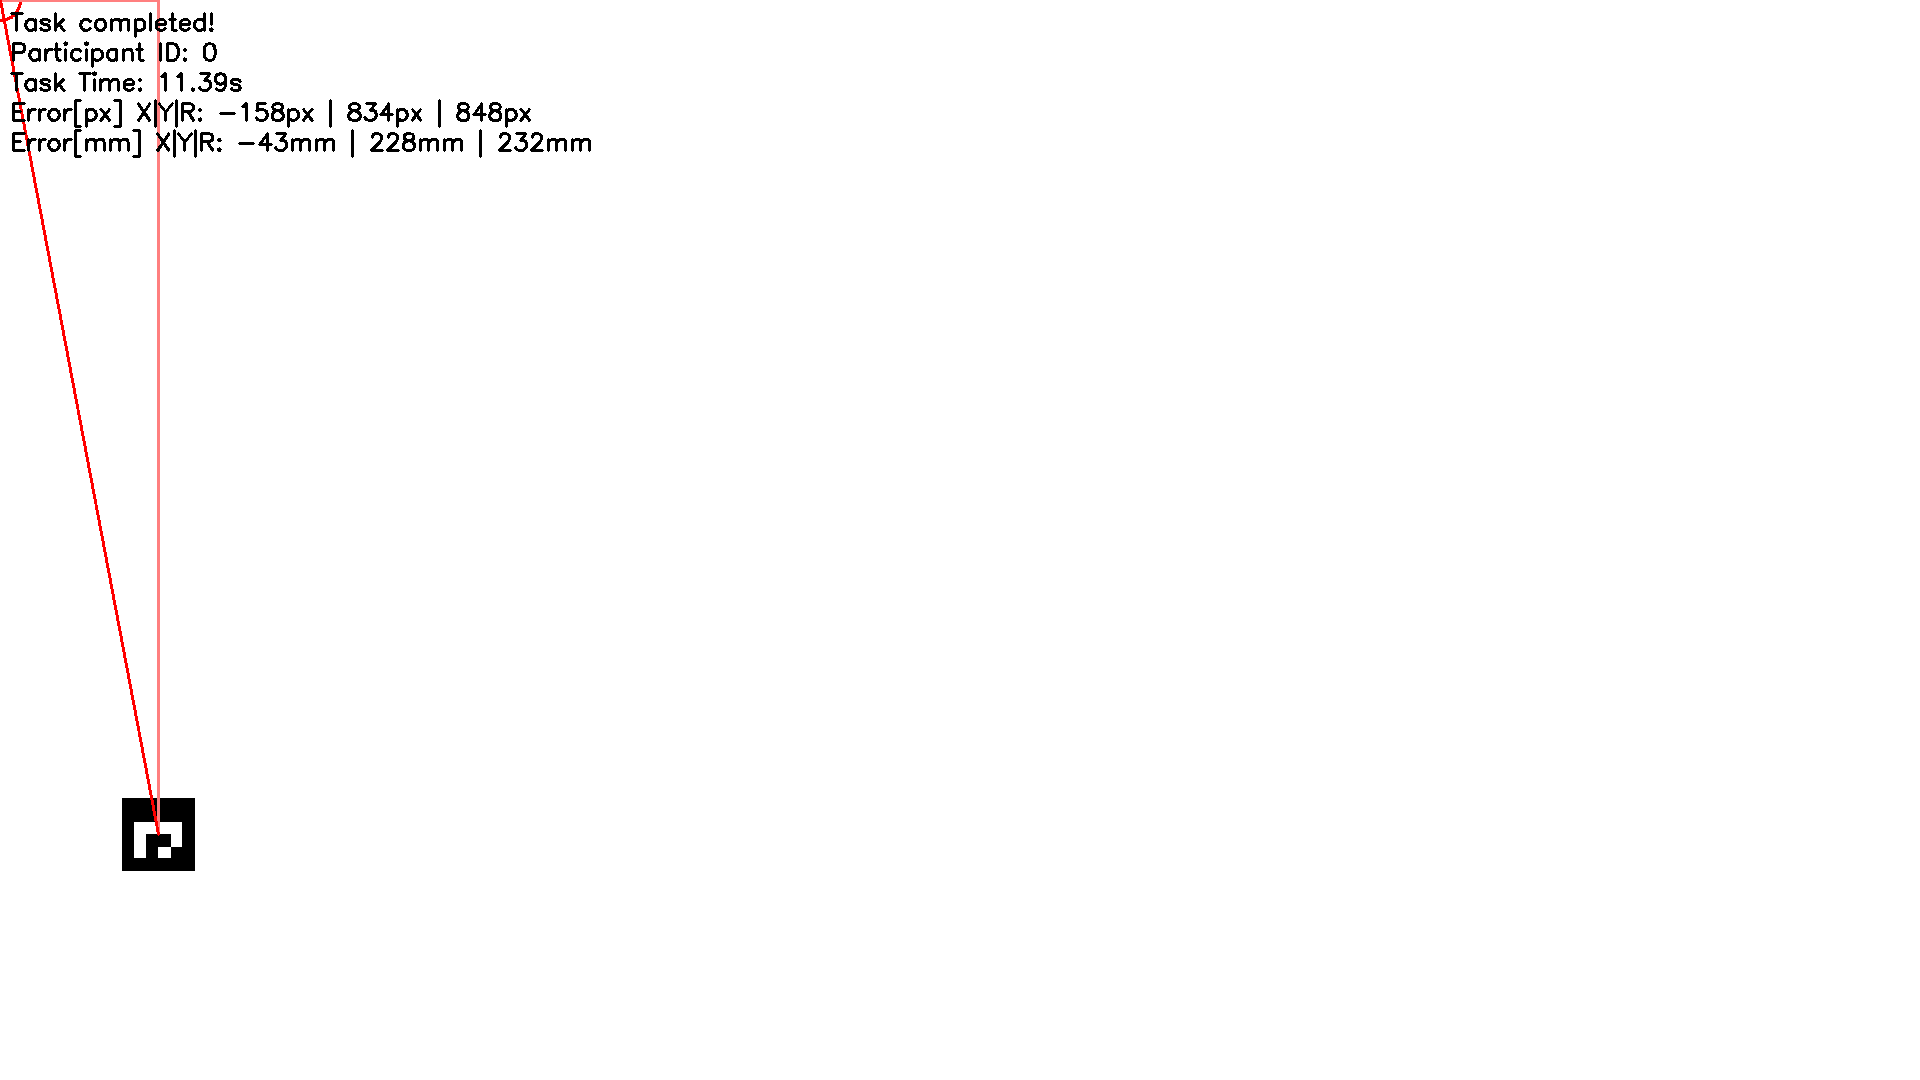 Task completed!
Participant ID: 0
Task Time: 11.39s
Error[px] X|Y|R: -158px | 834px | 848px
Error[mm] X|Y|R: -43mm | 228mm | 232mm